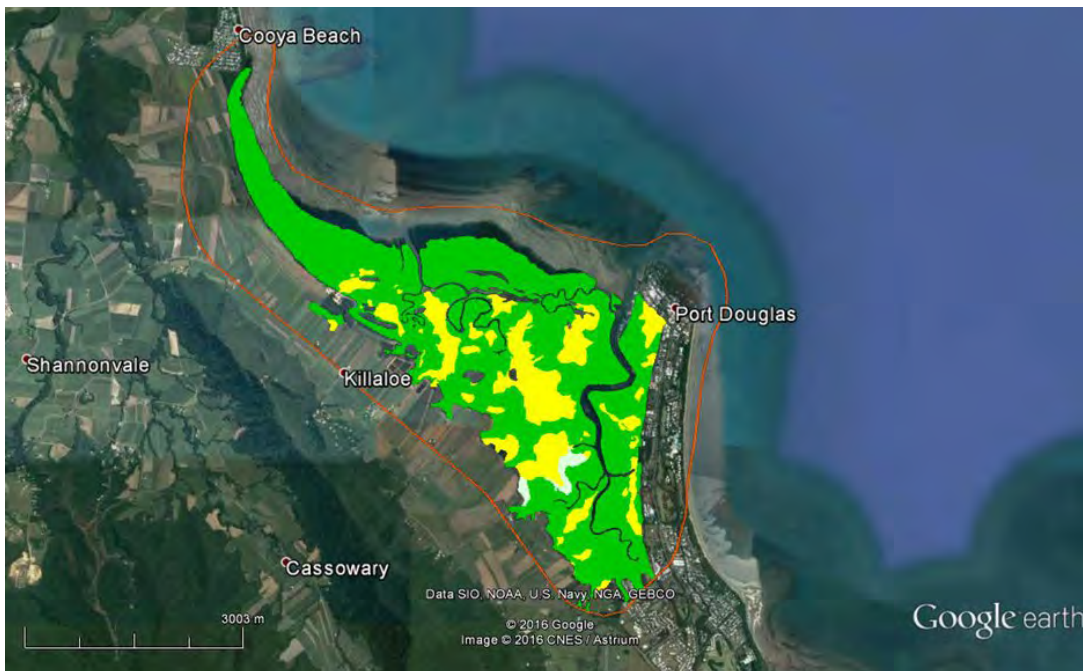 Cooya Beach
Port Douglas
Shannonvale
Killaloe
Cassowary
Data SIO, NOAA, U.S. Navy, NGA, GEBCO
3003 m
© 2016 Google
Image © 2016 CNES / Astrium
Google earth